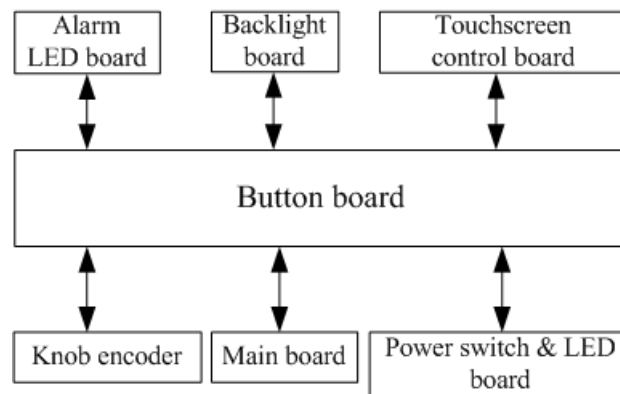 Alarm
LED board
Backlight
board
Touchscreen
control board
Button board
Knob encoder
Main board
Power switch & LED
board